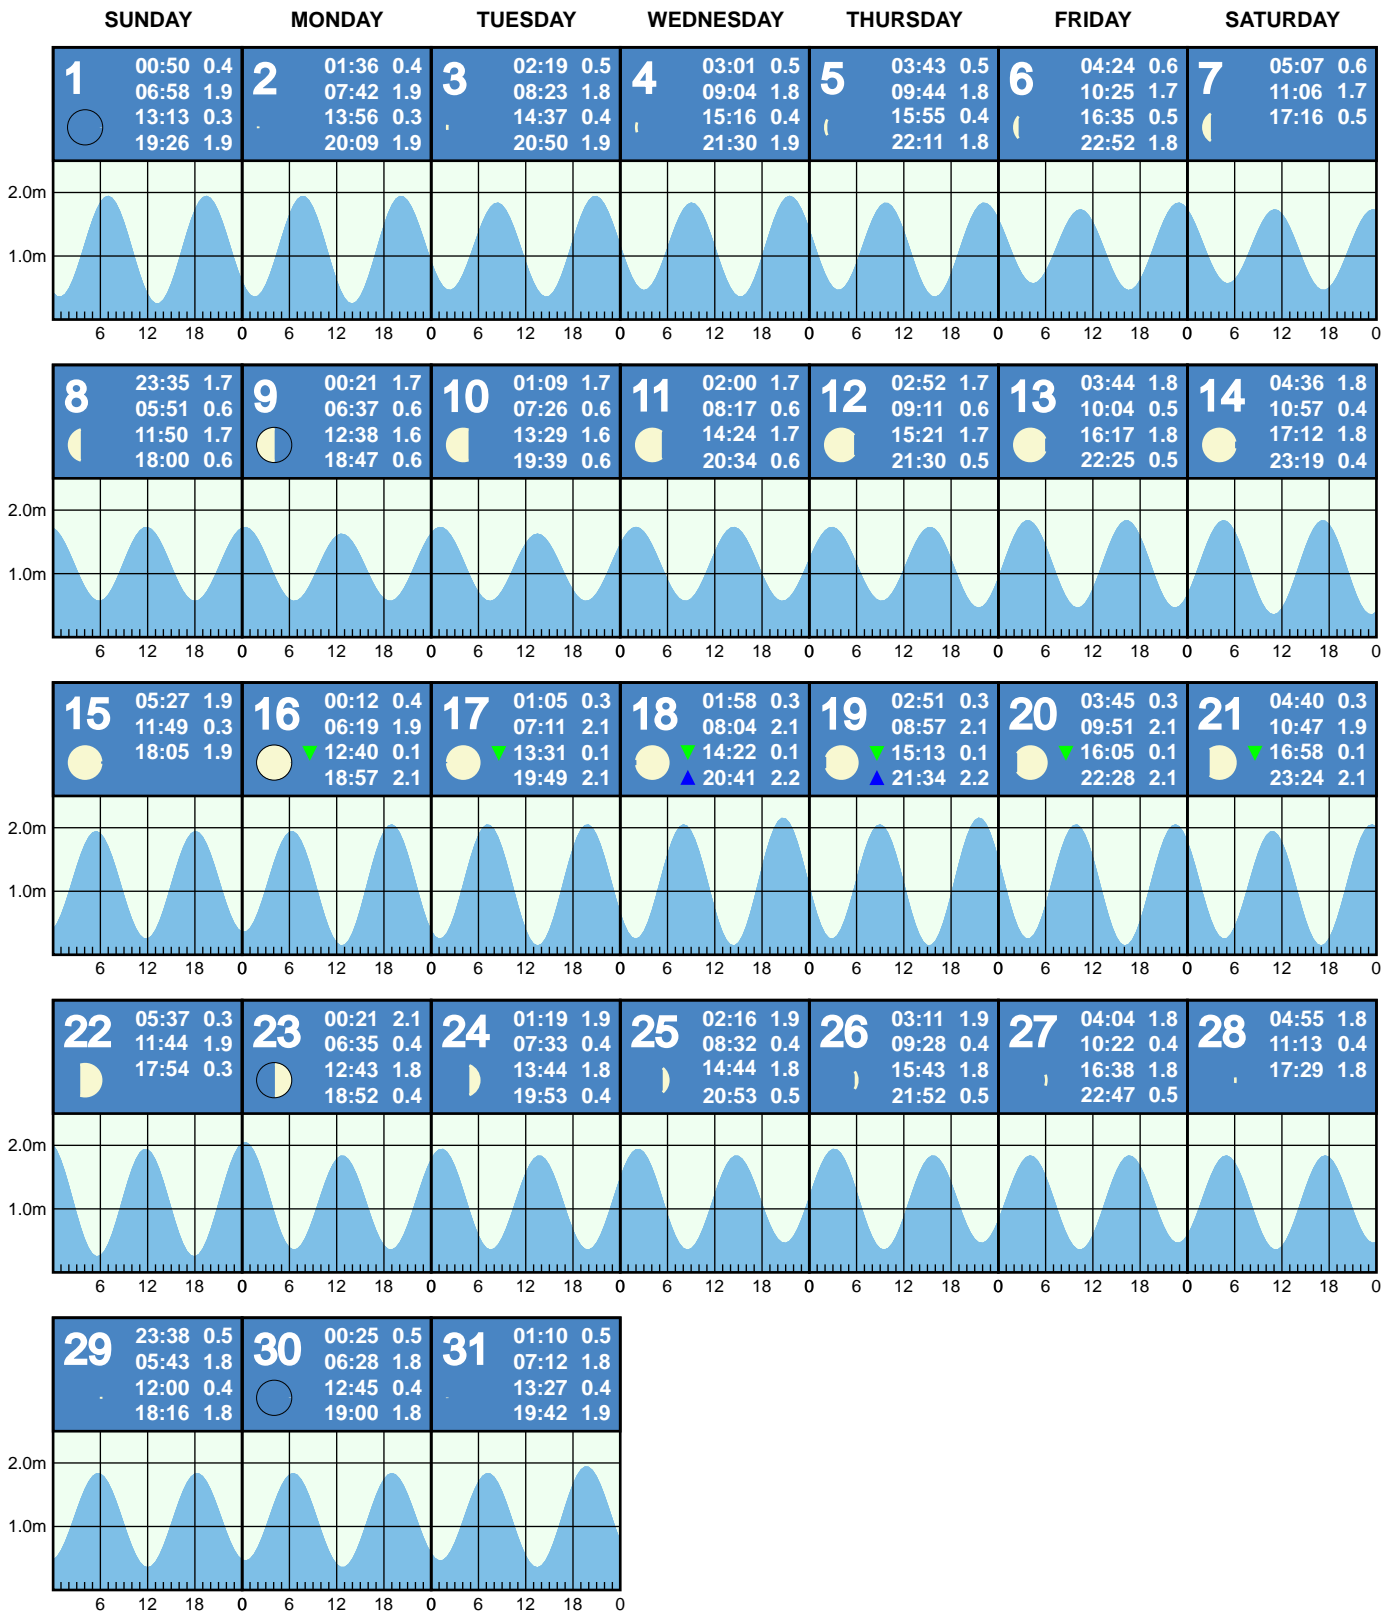 SUNDAY MONDAY TUESDAY WEDNESDAY THURSDAY FRIDAY SATURDAY
1 00:50 0.4
06:58 1.9
13:13 0.3
19:26 1.9
2 01:36 0.4
07:42 1.9
13:56 0.3
20:09 1.9
3 02:19 0.5
08:23 1.8
14:37 0.4
20:50 1.9
4 03:01 0.5
09:04 1.8
15:16 0.4
21:30 1.9
5 03:43 0.5
09:44 1.8
15:55 0.4
22:11 1.8
6 04:24 0.6
10:25 1.7
16:35 0.5
22:52 1.8
7 05:07 0.6
11:06 1.7
17:16 0.5
2.0m
1.0m
6 12 18 0 6 12 18 0 6 12 18 0 6 12 18 0 6 12 18 0 6 12 18 0 6 12 18 0
8 23:35 1.7
05:51 0.6
11:50 1.7
18:00 0.6
9 00:21 1.7
06:37 0.6
12:38 1.6
18:47 0.6
10 01:09 1.7
07:26 0.6
13:29 1.6
19:39 0.6
11 02:00 1.7
08:17 0.6
14:24 1.7
20:34 0.6
12 02:52 1.7
09:11 0.6
15:21 1.7
21:30 0.5
13 03:44 1.8
10:04 0.5
16:17 1.8
22:25 0.5
14 04:36 1.8
10:57 0.4
17:12 1.8
23:19 0.4
2.0m
1.0m
6 12 18 0 6 12 18 0 6 12 18 0 6 12 18 0 6 12 18 0 6 12 18 0 6 12 18 0
15 05:27 1.9
11:49 0.3
18:05 1.9
16 00:12 0.4
06:19 1.9
12:40 0.1
18:57 2.1
17 01:05 0.3
07:11 2.1
13:31 0.1
19:49 2.1
18 01:58 0.3
08:04 2.1
14:22 0.1
20:41 2.2
19 02:51 0.3
08:57 2.1
15:13 0.1
21:34 2.2
20 03:45 0.3
09:51 2.1
16:05 0.1
22:28 2.1
21 04:40 0.3
10:47 1.9
16:58 0.1
23:24 2.1
2.0m
1.0m
6 12 18 0 6 12 18 0 6 12 18 0 6 12 18 0 6 12 18 0 6 12 18 0 6 12 18 0
22 05:37 0.3
11:44 1.9
17:54 0.3
23 00:21 2.1
06:35 0.4
12:43 1.8
18:52 0.4
24 01:19 1.9
07:33 0.4
13:44 1.8
19:53 0.4
25 02:16 1.9
08:32 0.4
14:44 1.8
20:53 0.5
26 03:11 1.9
09:28 0.4
15:43 1.8
21:52 0.5
27 04:04 1.8
10:22 0.4
16:38 1.8
22:47 0.5
28 04:55 1.8
11:13 0.4
17:29 1.8
2.0m
1.0m
6 12 18 0 6 12 18 0 6 12 18 0 6 12 18 0 6 12 18 0 6 12 18 0 6 12 18 0
29 23:38 0.5
05:43 1.8
12:00 0.4
18:16 1.8
30 00:25 0.5
06:28 1.8
12:45 0.4
19:00 1.8
31 01:10 0.5
07:12 1.8
13:27 0.4
19:42 1.9
2.0m
1.0m
6 12 18 0 6 12 18 0 6 12 18 0